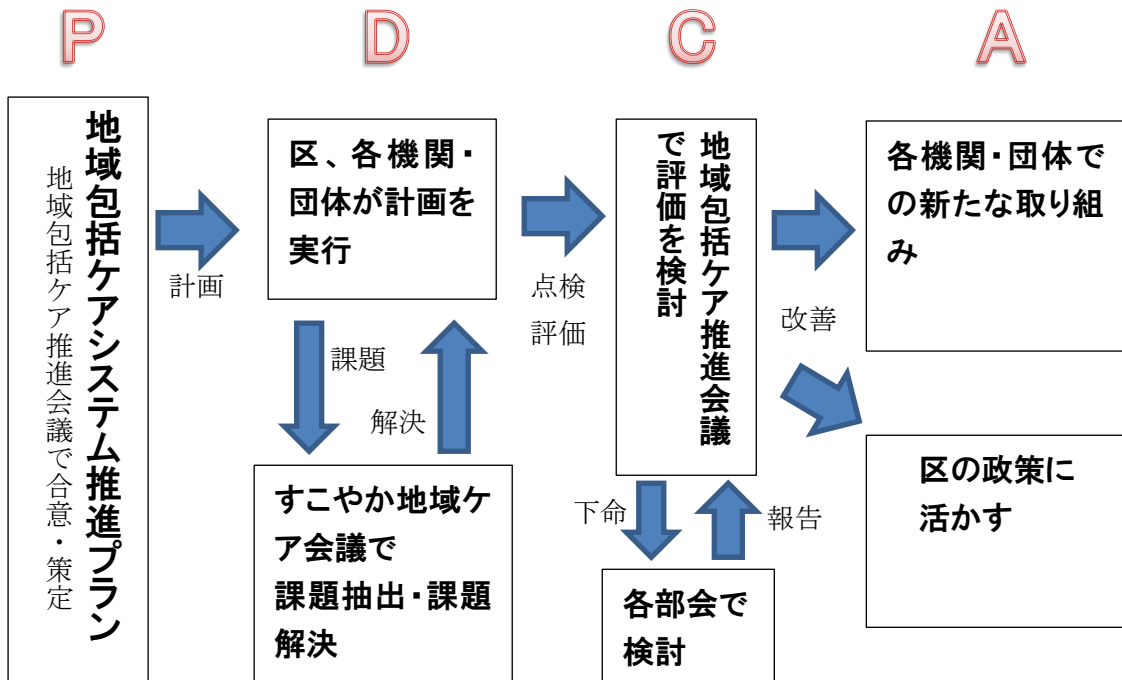 P
D
C
A
地域包括ケアシステム推進プラン
地域包括ケア推進会議で合意・策定
計画
区、各機関・
団体が計画を
実行
課題
解決
すこやか地域ケ
ア会議で
課題抽出・課題
解決
点検
評価
地域包括ケア推進会議
で評価を検討
下命
報告
各部会で
検討
改善
各機関・団体で
の新たな取り組
み
区の政策に
活かす